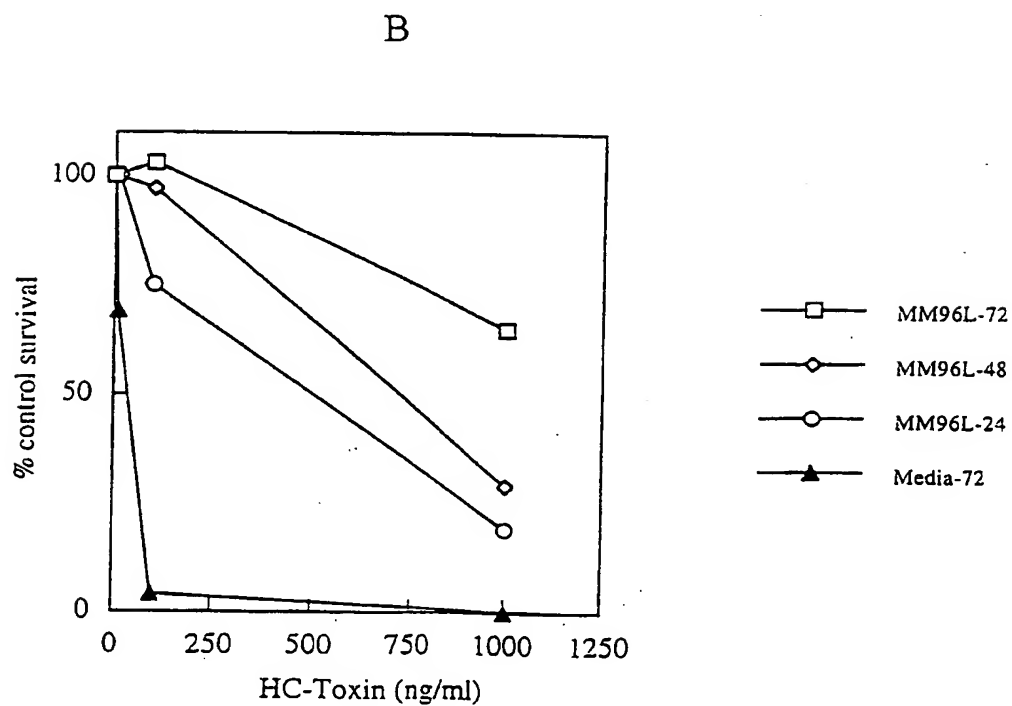 B
100
50
0
% control survival
0 250 500 750 1000 1250
HC-Toxin (ng/ml)
MM96L-72
MM96L-48
MM96L-24
Media-72